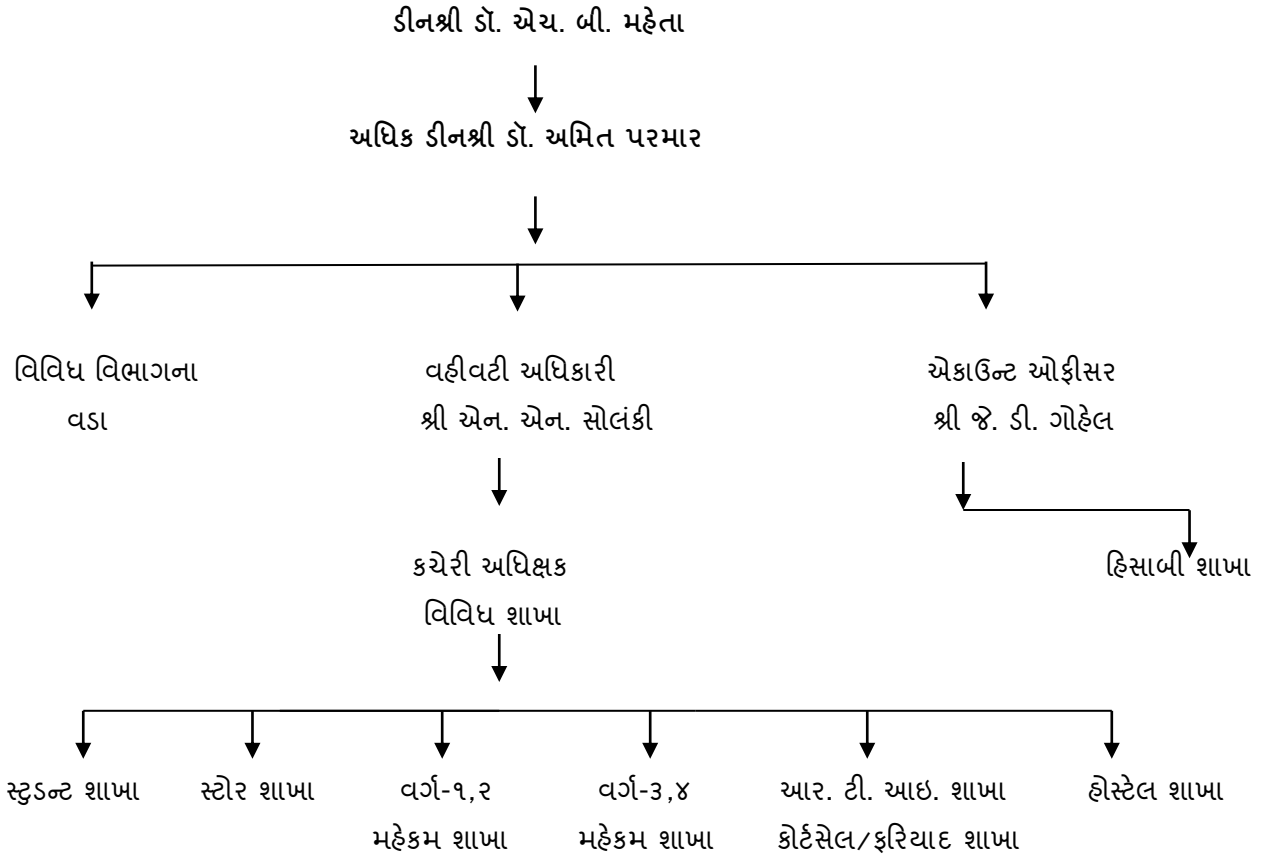 ડીનશ્રી ડૉ. એચ. બી. મહેતા
અધિક ડીનશ્રી ડૉ. અમિત પરમાર
વિવિધ વિભાગના
વડા
વહીવટી અધિકારી
શ્રી એન. એન. સોલંકી
એકાઉન્ટ ઓફીસર
શ્રી જે. ડી. ગોહેલ
કચેરી અધિક્ષક
વિવિધ શાખા
હિસાબી શાખા
સ્ટુડન્ટ શાખા
સ્ટોર શાખા
વર્ગ-૧,૨
મહેકમ શાખા
વર્ગ-૩,૪
મહેકમ શાખા
આર. ટી. આઇ. શાખા
કોર્ટસેલ/ફરિયાદ શાખા
હોસ્ટેલ શાખા